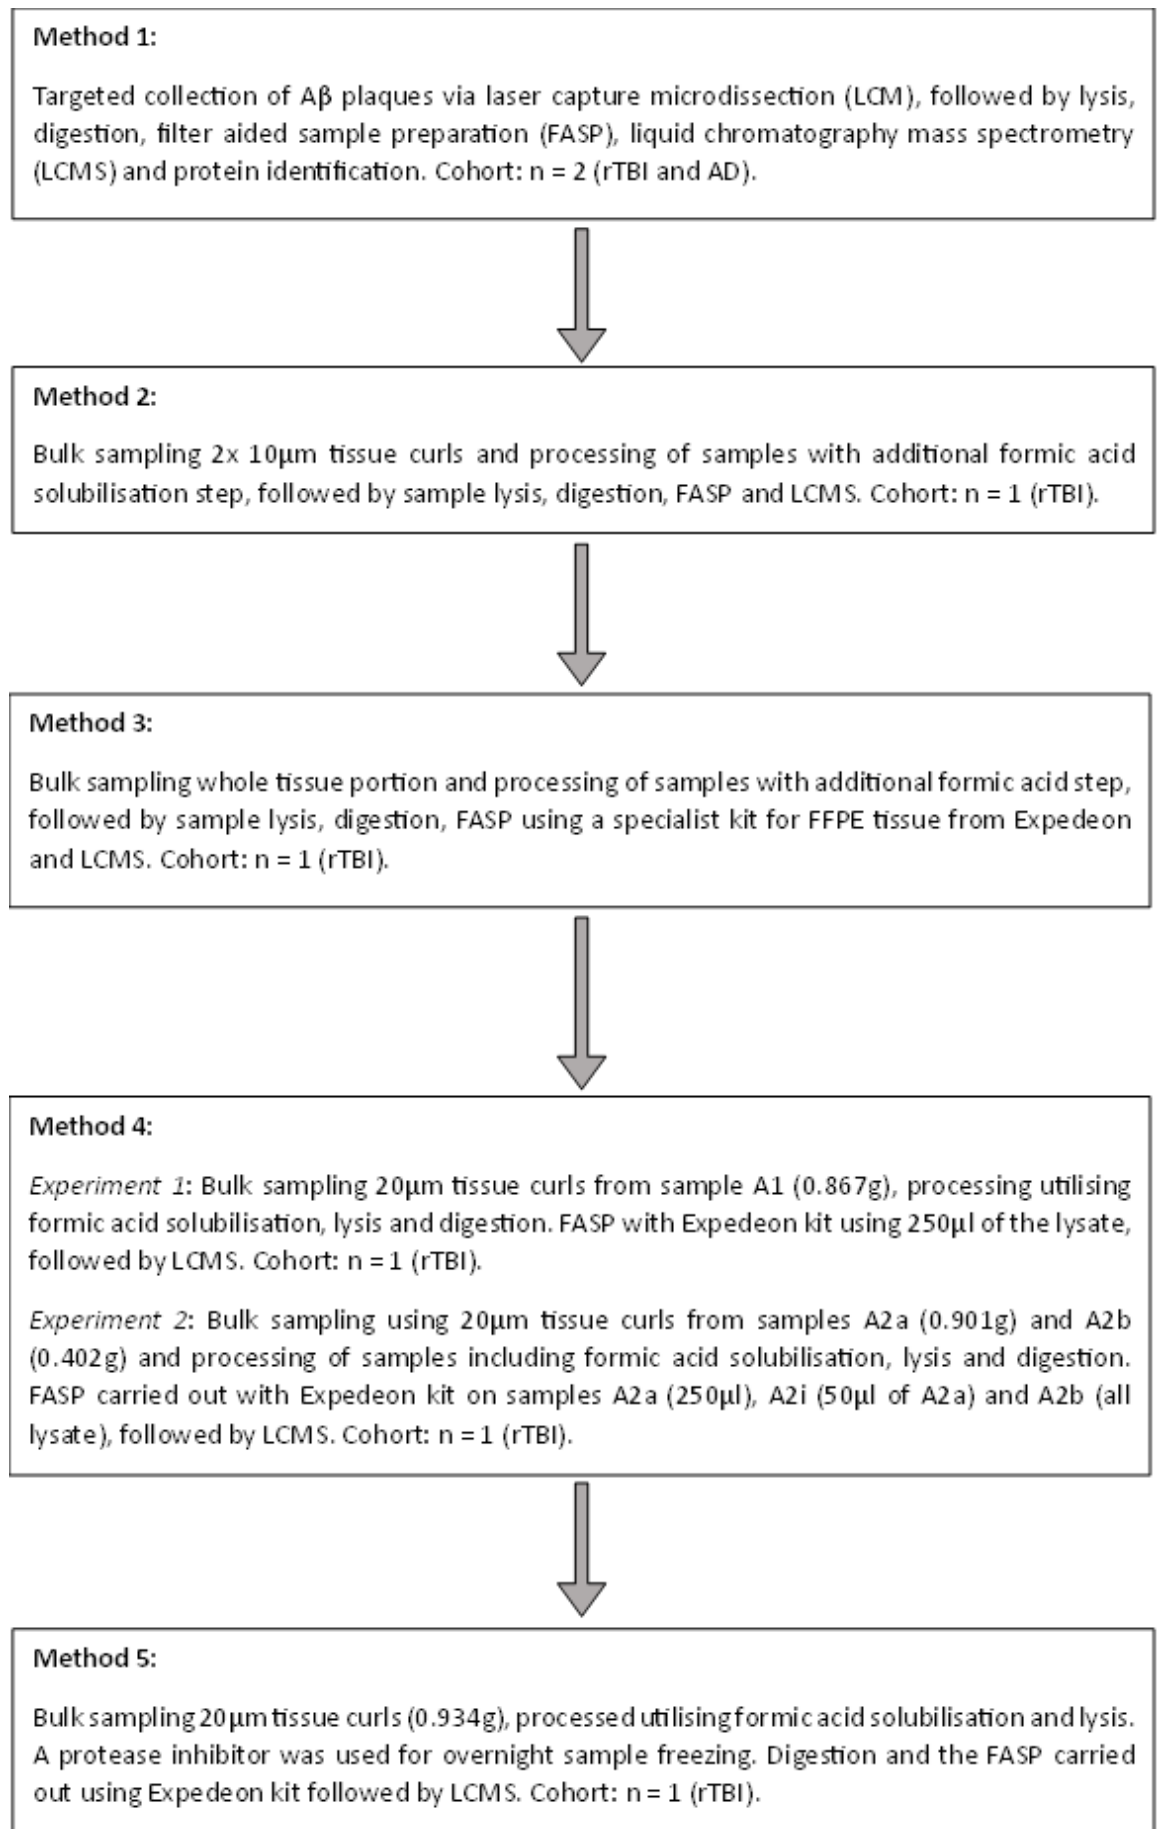 Method 1:
Targeted collection of Aβ plaques via laser capture microdissection (LCM), followed by lysis,
digestion, filter aided sample preparation (FASP), liquid chromatography mass spectrometry
(LCMS) and protein identification. Cohort: n = 2 (rTBI and AD).
Method 2:
Bulk sampling 2x 10μm tissue curls and processing of samples with additional formic acid
solubilisation step, followed by sample lysis, digestion, FASP and LCMS. Cohort: n = 1 (rTBI).
Method 3:
Bulk sampling whole tissue portion and processing of samples with additional formic acid step,
followed by sample lysis, digestion, FASP using a specialist kit for FFPE tissue from Expedeon
and LCMS. Cohort: n = 1 (rTBI).
Method 4:
Experiment 1: Bulk sampling 20μm tissue curls from sample A1 (0.867g), processing utilising
formic acid solubilisation, lysis and digestion. FASP with Expedeon kit using 250μl of the lysate,
followed by LCMS. Cohort: n = 1 (rTBI).
Experiment 2: Bulk sampling using 20μm tissue curls from samples A2a (0.901g) and A2b
(0.402g) and processing of samples including formic acid solubilisation, lysis and digestion.
FASP carried out with Expedeon kit on samples A2a (250μl), A2i (50μl of A2a) and A2b (all
lysate), followed by LCMS. Cohort: n = 1 (rTBI).
Method 5:
Bulk sampling 20μm tissue curls (0.934g), processed utilising formic acid solubilisation and lysis.
A protease inhibitor was used for overnight sample freezing. Digestion and the FASP carried
out using Expedeon kit followed by LCMS. Cohort: n = 1 (rTBI).